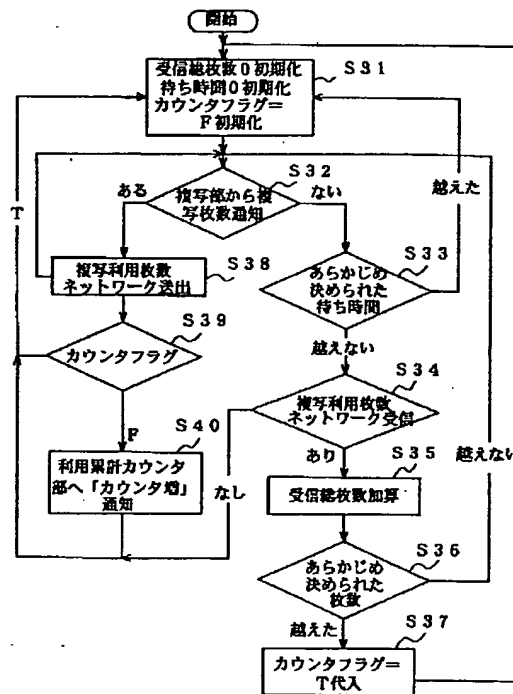 開始
受信総枚数0初期化
待ち時間0初期化
カウンタフラグ=
F初期化
S31
複写部から複
写枚数通知
S32
ある
ない
越えた
T
複写利用枚数
ネットワーク送出
S38
あらかじめ
決められた
待ち時間
S33
カウンタフラグ
S39
越えない
F
複写利用枚数
ネットワーク受信
S34
利用累計カウンタ
部へ「カウンタ増」
通知
S40
なし
あり
受信総枚数加算
S35
越えない
あらかじめ
決められた
枚数
S36
越えた
カウンタフラグ=
T代入
S37